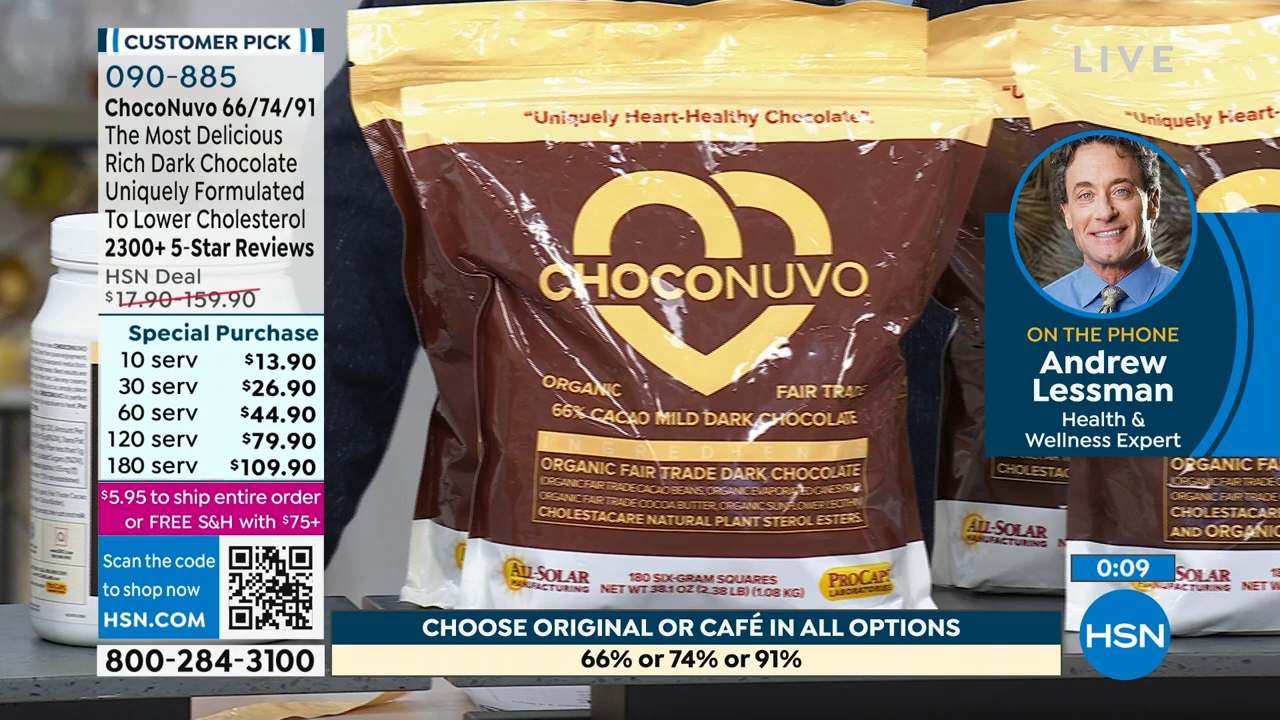 CUSTOMER PICK
090-885
ChocoNuvo 66/74/91
The Most Delicious
Rich Dark Chocolate
Uniquely Formulated
To Lower Cholesterol
2300+ 5-Star Reviews
HSN Deal
$17.90-159.90
Special Purchase
10 serv $13.90
30 serv $26.90
60 serv $44.90
120 serv $79.90
180 serv $109.90
$5.95 to ship entire order
or FREE S&H with $75+
Scan the code
to shop now
HSN.COM
800-284-3100
"Uniquely Heart-Healthy Chocolate".
CHOCONUVO
ORGANIC FAIR TRADE
66% CACAO MILD DARK CHOCOLATE
INGREDIENTS
ORGANIC FAIR TRADE DARK CHOCOLATE
CHOLESTACARE NATURAL PLANT STEROL ESTERS.
ALL-SOLAR
MANUFACTURING
180 SIX-GRAM SQUARES
NET WT 38.1 OZ (2.38 LB) (1.08 KG)
PROCAPS
LABORATORIES
LIVE
"Uniquely Heart-
ON THE PHONE
Andrew
Lessman
Health &
Wellness Expert
CHOLESTAC
ALL-SOLAR
MANUFACTURING
ORGANIC FA
ORGANIC FAIR TRADE
CHOLESTACAR
AND ORGANIC
SOLAR
0:09
HSN
CHOOSE ORIGINAL OR CAFÉ IN ALL OPTIONS
66% or 74% or 91%